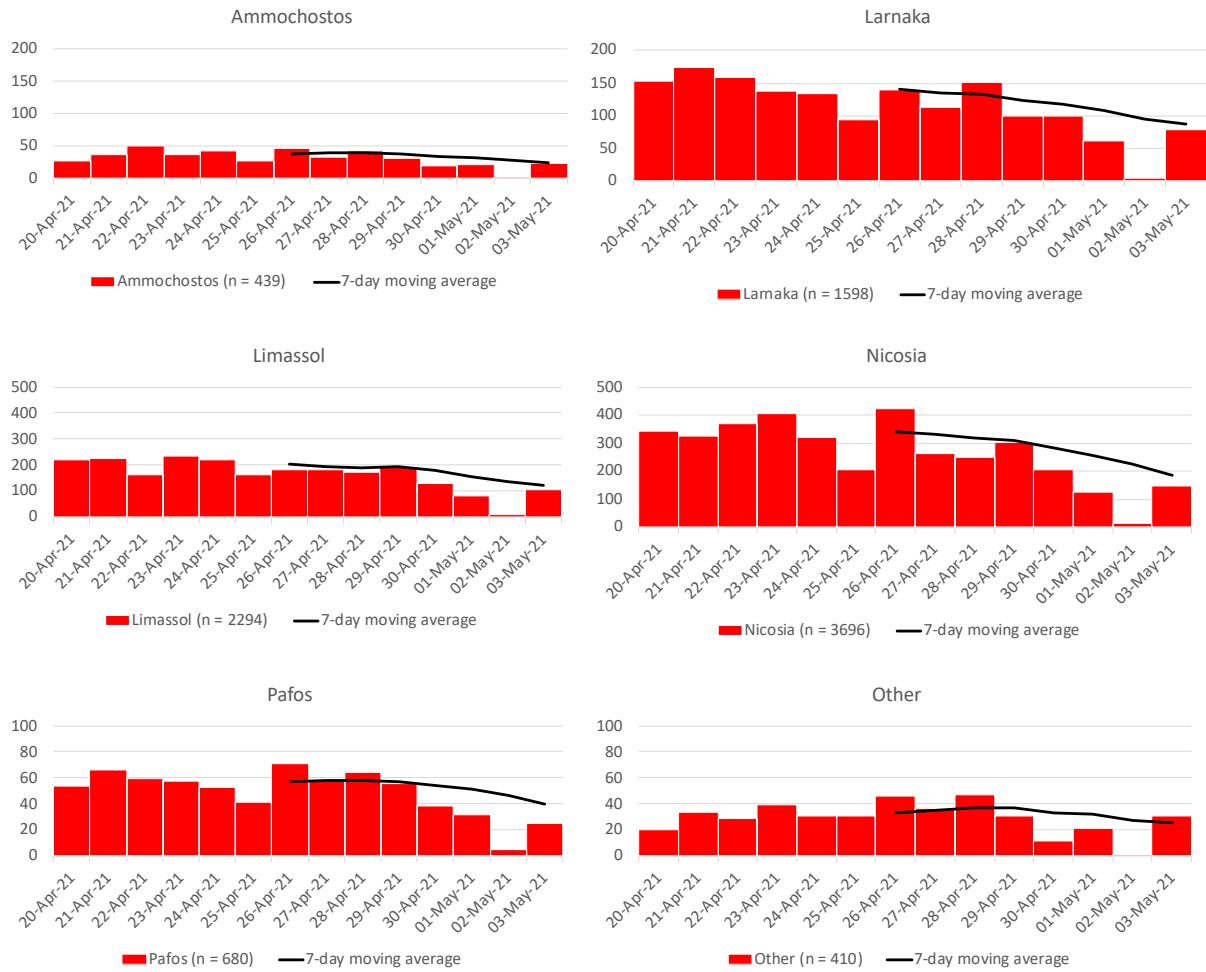 Ammochostos
200
150
100
50
0
20-Apr-21
21-Apr-21
22-Apr-21
23-Apr-21
24-Apr-21
25-Apr-21
26-Apr-21
27-Apr-21
28-Apr-21
29-Apr-21
30-Apr-21
01-May-21
02-May-21
03-May-21
Ammochostos (n = 439) 7-day moving average
Larnaka
200
150
100
50
0
20-Apr-21
21-Apr-21
22-Apr-21
23-Apr-21
24-Apr-21
25-Apr-21
26-Apr-21
27-Apr-21
28-Apr-21
29-Apr-21
30-Apr-21
01-May-21
02-May-21
03-May-21
Larnaka (n = 1598) 7-day moving average
Limassol
500
400
300
200
100
0
20-Apr-21
21-Apr-21
22-Apr-21
23-Apr-21
24-Apr-21
25-Apr-21
26-Apr-21
27-Apr-21
28-Apr-21
29-Apr-21
30-Apr-21
01-May-21
02-May-21
03-May-21
Limassol (n = 2294) 7-day moving average
Nicosia
500
400
300
200
100
0
20-Apr-21
21-Apr-21
22-Apr-21
23-Apr-21
24-Apr-21
25-Apr-21
26-Apr-21
27-Apr-21
28-Apr-21
29-Apr-21
30-Apr-21
01-May-21
02-May-21
03-May-21
Nicosia (n = 3696) 7-day moving average
Pafos
100
80
60
40
20
0
20-Apr-21
21-Apr-21
22-Apr-21
23-Apr-21
24-Apr-21
25-Apr-21
26-Apr-21
27-Apr-21
28-Apr-21
29-Apr-21
30-Apr-21
01-May-21
02-May-21
03-May-21
Pafos (n = 680) 7-day moving average
Other
100
80
60
40
20
0
20-Apr-21
21-Apr-21
22-Apr-21
23-Apr-21
24-Apr-21
25-Apr-21
26-Apr-21
27-Apr-21
28-Apr-21
29-Apr-21
30-Apr-21
01-May-21
02-May-21
03-May-21
Other (n = 410) 7-day moving average